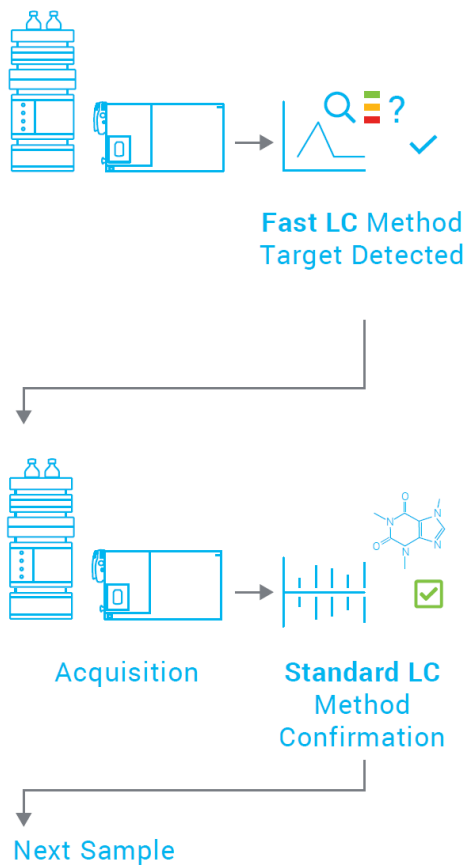 ?
Fast LC Method
Target Detected
O
N
N
O
N
N
Acquisition
Standard LC
Method
Confirmation
Next Sample